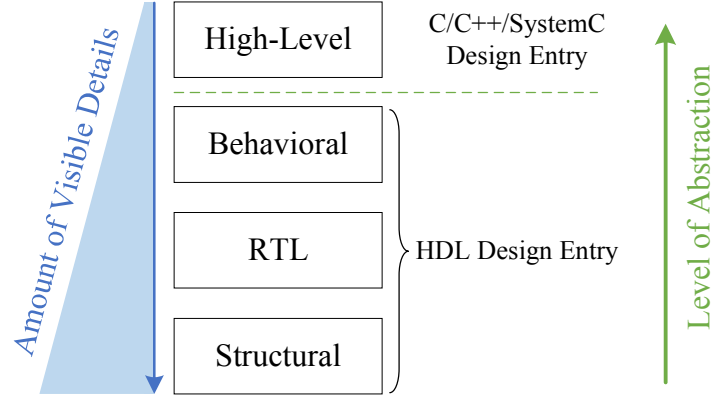 High-Level
C/C++/SystemC
Design Entry
Behavioral
RTL
HDL Design Entry
Structural
Amount of Visible Details
Level of Abstraction